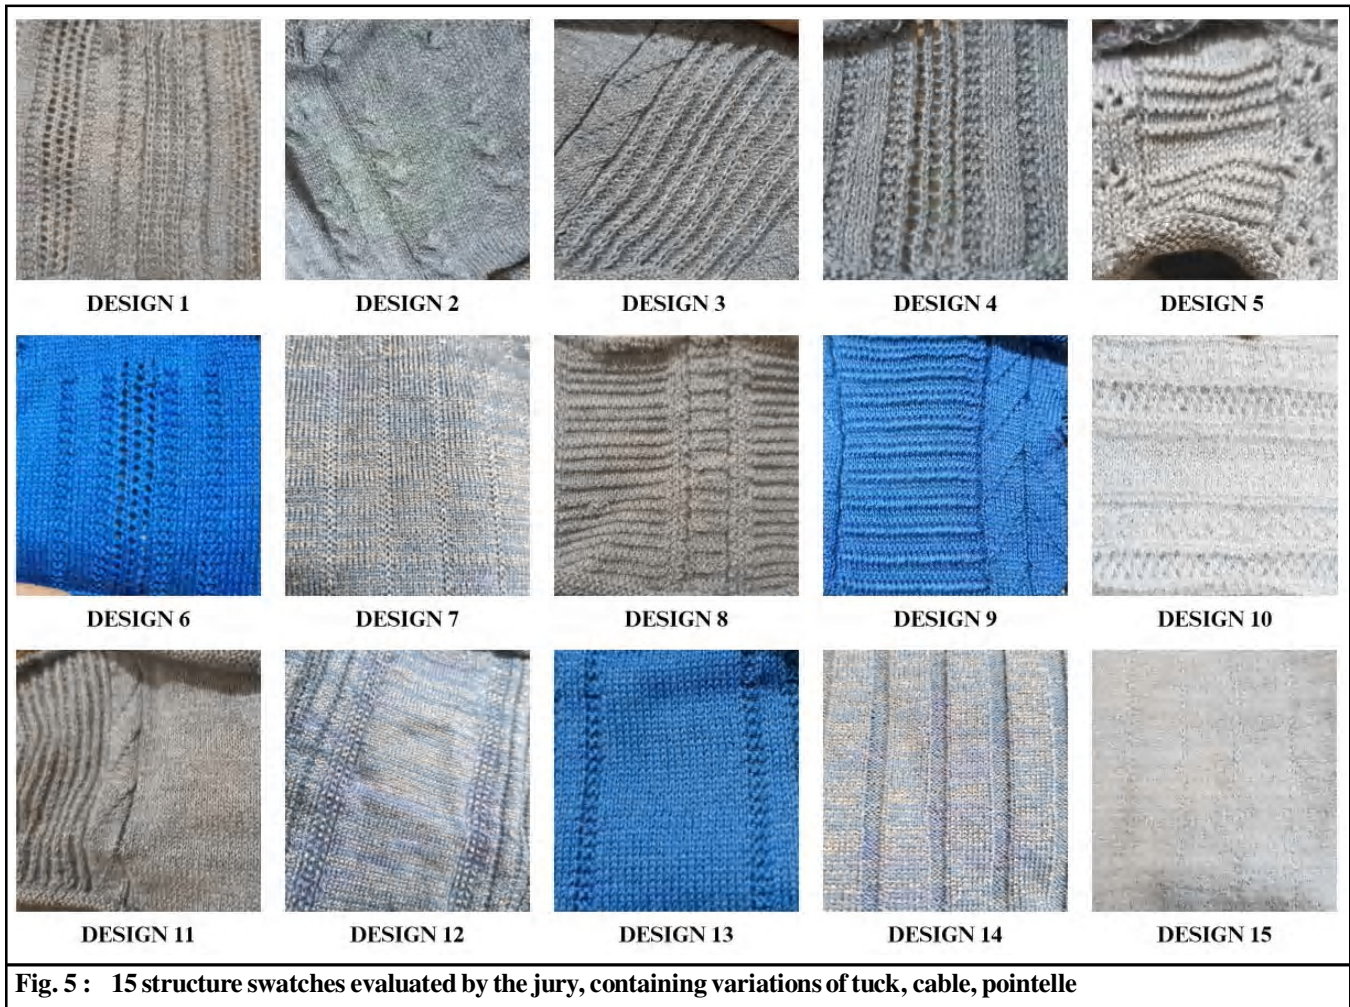 DESIGN 1 DESIGN 2 DESIGN 3 DESIGN 4 DESIGN 5
DESIGN 6 DESIGN 7 DESIGN 8 DESIGN 9 DESIGN 10
DESIGN 11 DESIGN 12 DESIGN 13 DESIGN 14 DESIGN 15
Fig. 5 : 15 structure swatches evaluated by the jury, containing variations of tuck, cable, pointelle